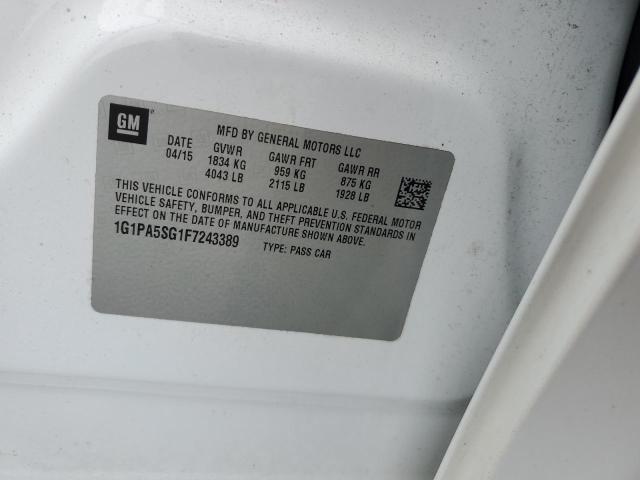 GM
MFD BY GENERAL MOTORS LLC
DATE GVWR GAWR FRT GAWR RR
04/15 1834 KG 959 KG 875 KG
4043 LB 2115 LB 1928 LB
THIS VEHICLE CONFORMS TO ALL APPLICABLE U.S. FEDERAL MOTOR
VEHICLE SAFETY, BUMPER, AND THEFT PREVENTION STANDARDS IN
EFFECT ON THE DATE OF MANUFACTURE SHOWN ABOVE.
1G1PA5SG1F7243389 TYPE: PASS CAR